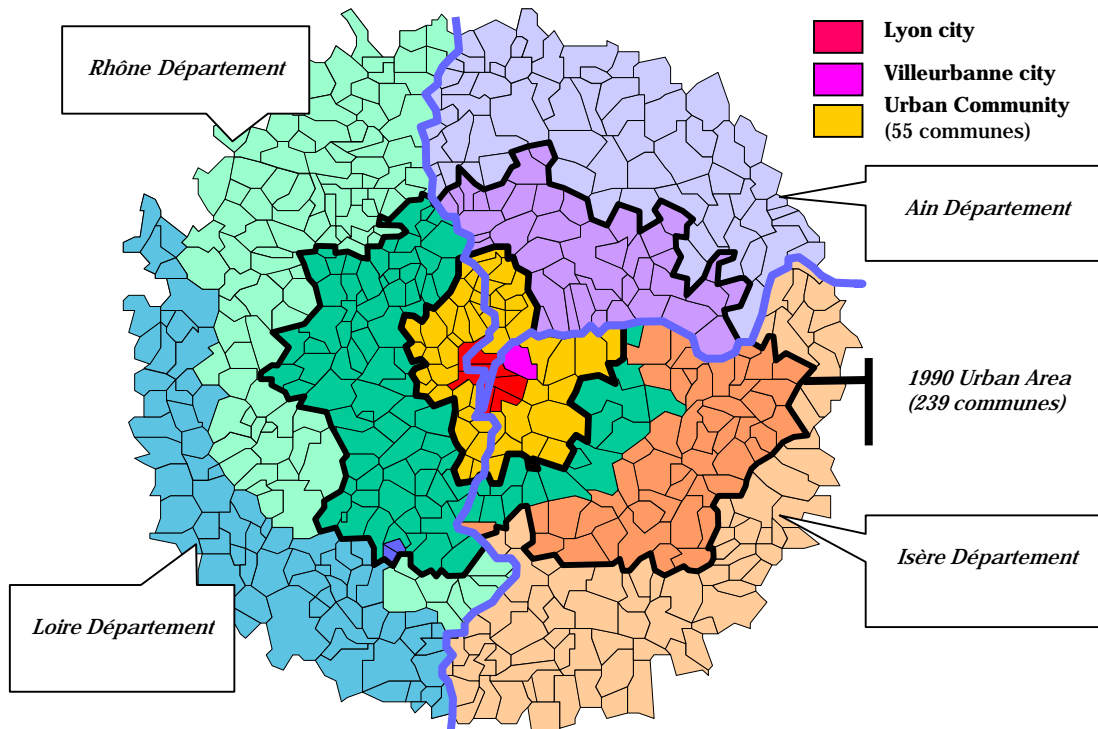 Rhône Département
Lyon city
Villeurbanne city
Urban Community
(55 communes)
Ain Département
1990 Urban Area
(239 communes)
Isère Département
Loire Département